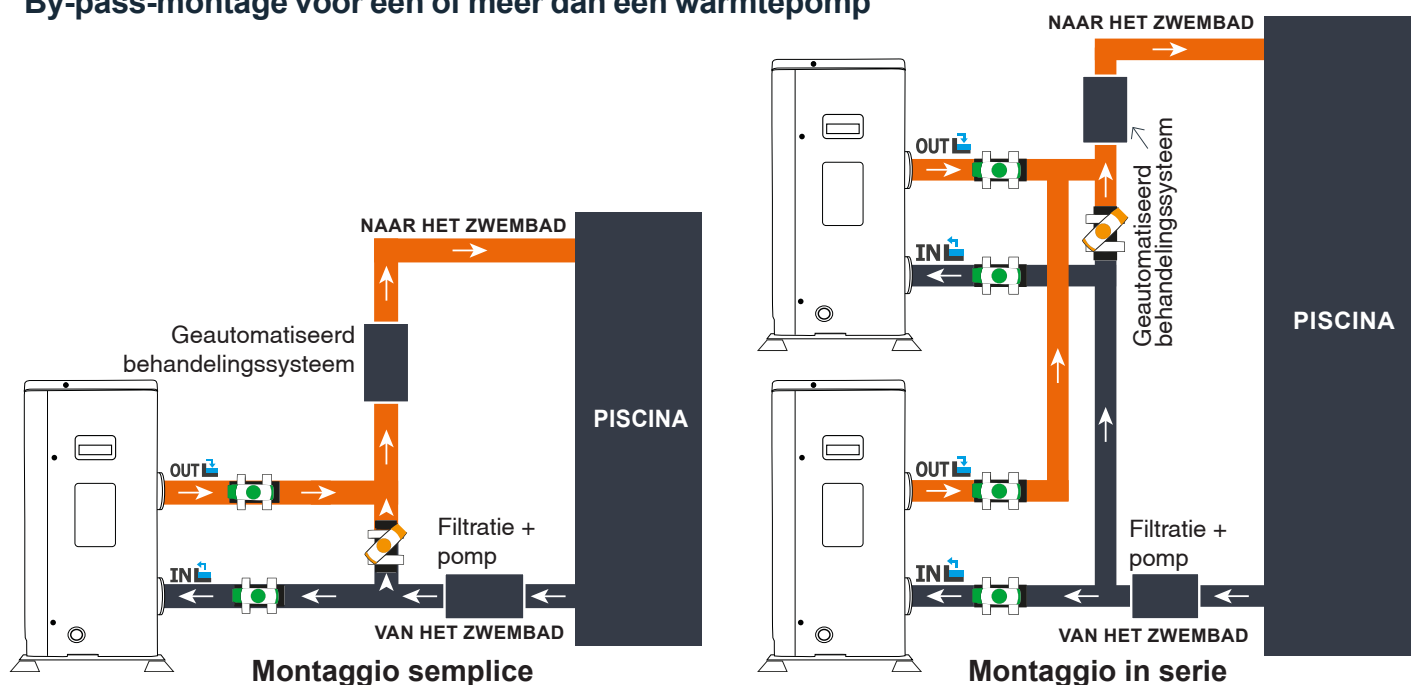 By-pass-montage voor een of meer dan een warmtepomp
NAAR HET ZWEMBAD
Geautomatiseerd
behandelingssysteem
OUT
IN
Filtratie +
pomp
VAN HET ZWEMBAD
PISCINA
Montaggio semplice
NAAR HET ZWEMBAD
OUT
IN
Geautomatiseerd
behandelingssysteem
OUT
IN
Filtratie +
pomp
VAN HET ZWEMBAD
PISCINA
Montaggio in serie